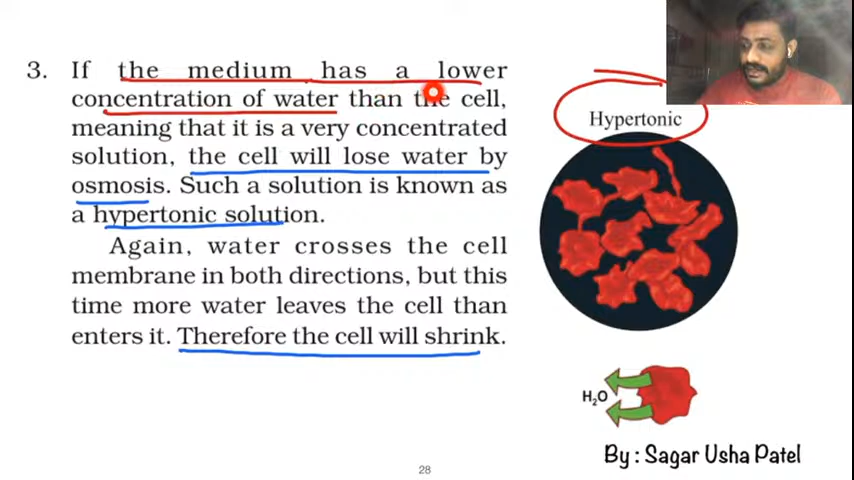 3. If the medium has a lower
concentration of water than the cell,
meaning that it is a very concentrated
solution, the cell will lose water by
osmosis. Such a solution is known as
a hypertonic solution.
Again, water crosses the cell
membrane in both directions, but this
time more water leaves the cell than
enters it. Therefore the cell will shrink.
Hypertonic
H₂O
By : Sagar Usha Patel
28